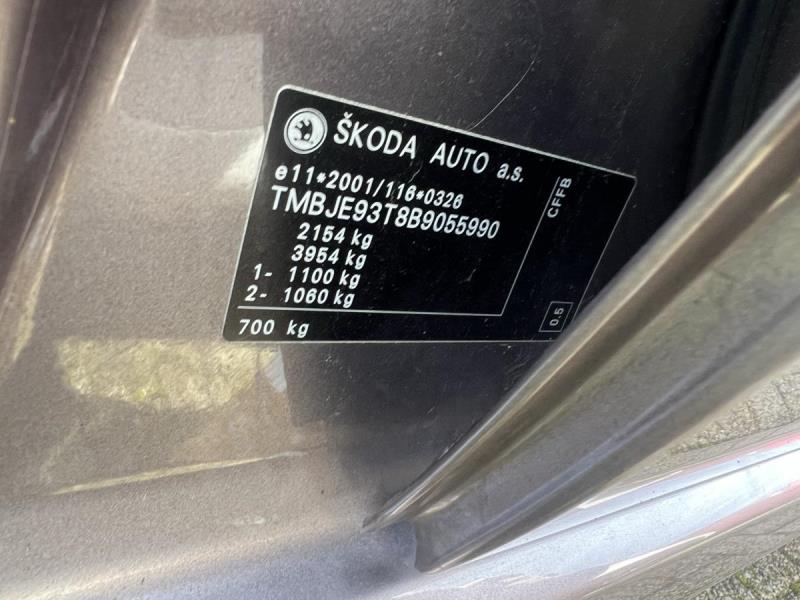 ŠKODA AUTO a.s.
e11*2001/116*0326
TMBJE93T8B9055990
2154 kg
3954 kg
1- 1100 kg
2- 1060 kg
700 kg
CFFB
0.5